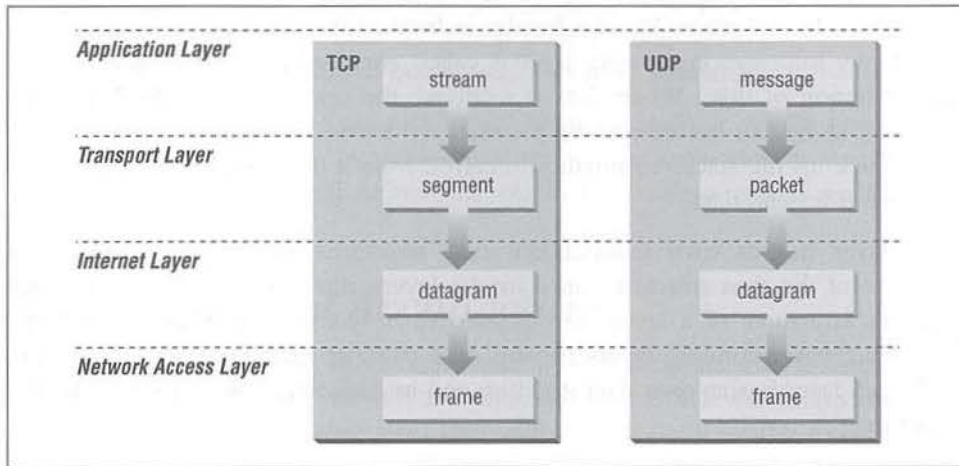 Application Layer
TCP
UDP
stream
message
Transport Layer
segment
packet
Internet Layer
datagram
datagram
Network Access Layer
frame
frame